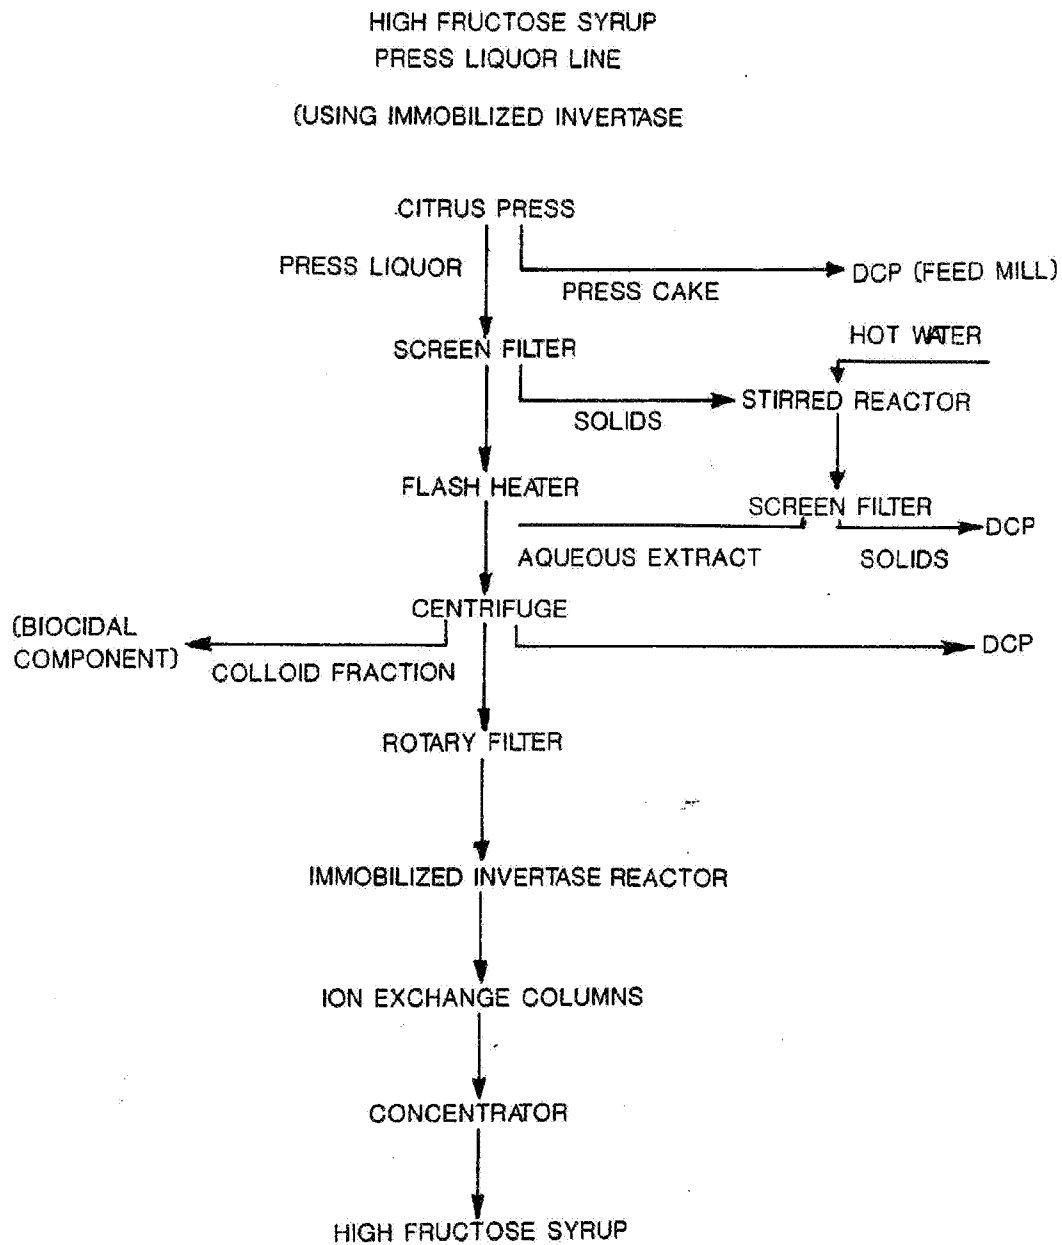 HIGH FRUCTOSE SYRUP
PRESS LIQUOR LINE
(USING IMMOBILIZED INVERTASE
CITRUS PRESS
PRESS LIQUOR
DCP (FEED MILL)
PRESS CAKE
HOT WATER
SCREEN FILTER
STIRRED REACTOR
SOLIDS
FLASH HEATER
SCREEN FILTER
DCP
AQUEOUS EXTRACT
SOLIDS
CENTRIFUGE
(BIOCIDAL
COMPONENT)
DCP
COLLOID FRACTION
ROTARY FILTER
IMMOBILIZED INVERTASE REACTOR
ION EXCHANGE COLUMNS
CONCENTRATOR
HIGH FRUCTOSE SYRUP